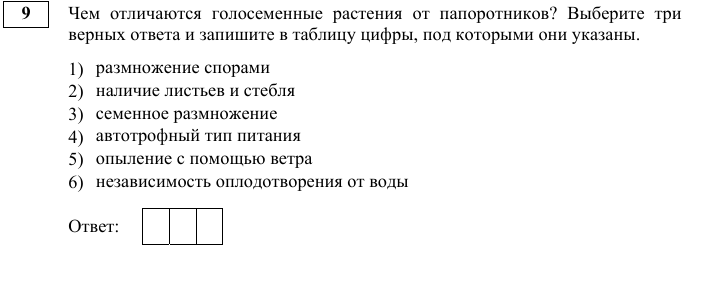 9
Чем отличаются голосеменные растения от папоротников? Выберите три
верных ответа и запишите в таблицу цифры, под которыми они указаны.
1) размножение спорами
2) наличие листьев и стебля
3) семенное размножение
4) автотрофный тип питания
5) опыление с помощью ветра
6) независимость оплодотворения от воды
Ответ: